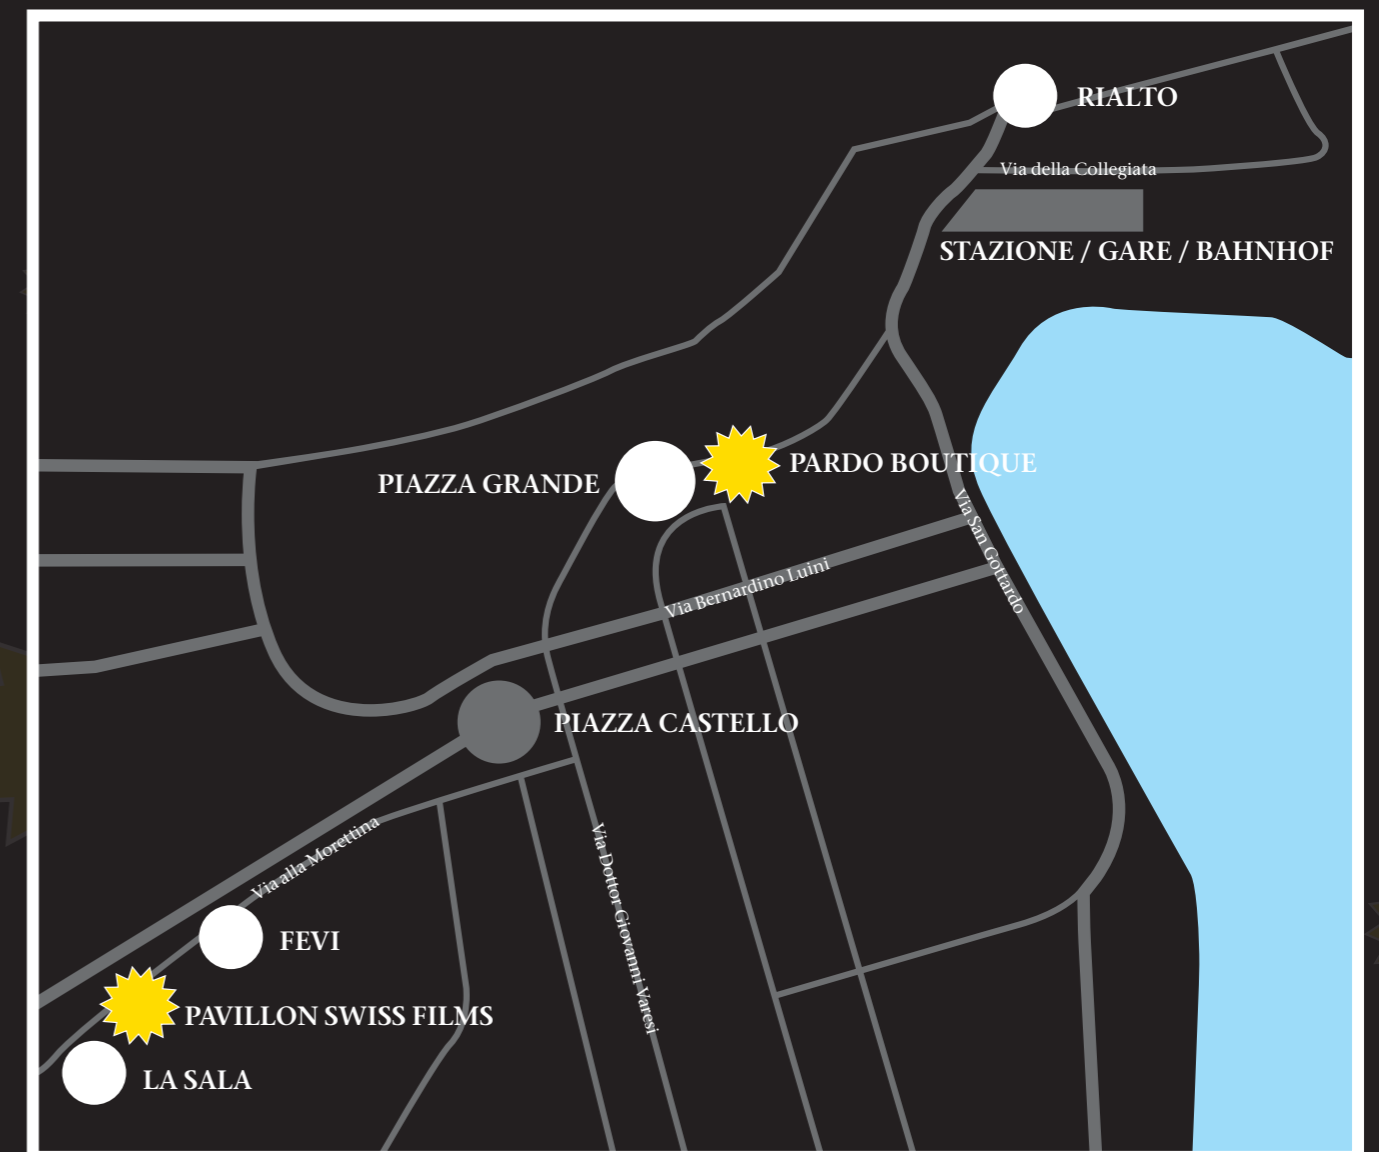 RIALTO
Via della Collegiata
STAZIONE / GARE / BAHNHOF
PIAZZA GRANDE
PARDO BOUTIQUE
Via San Gottardo
Via Bernardino Luini
PIAZZA CASTELLO
Via alla Morettina
Via Dottor Giovanni Varesi
FEVI
PAVILLON SWISS FILMS
LA SALA